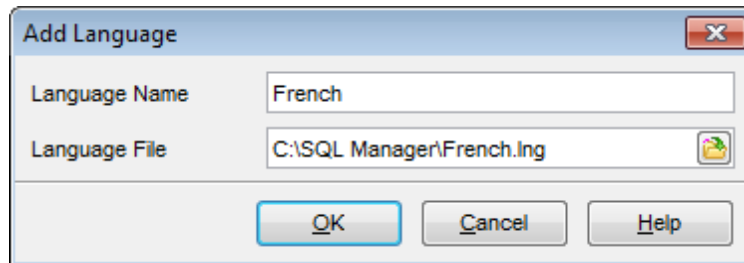 Add Language
Language Name French
Language File C:\SQL Manager\French.lng
OK Cancel Help